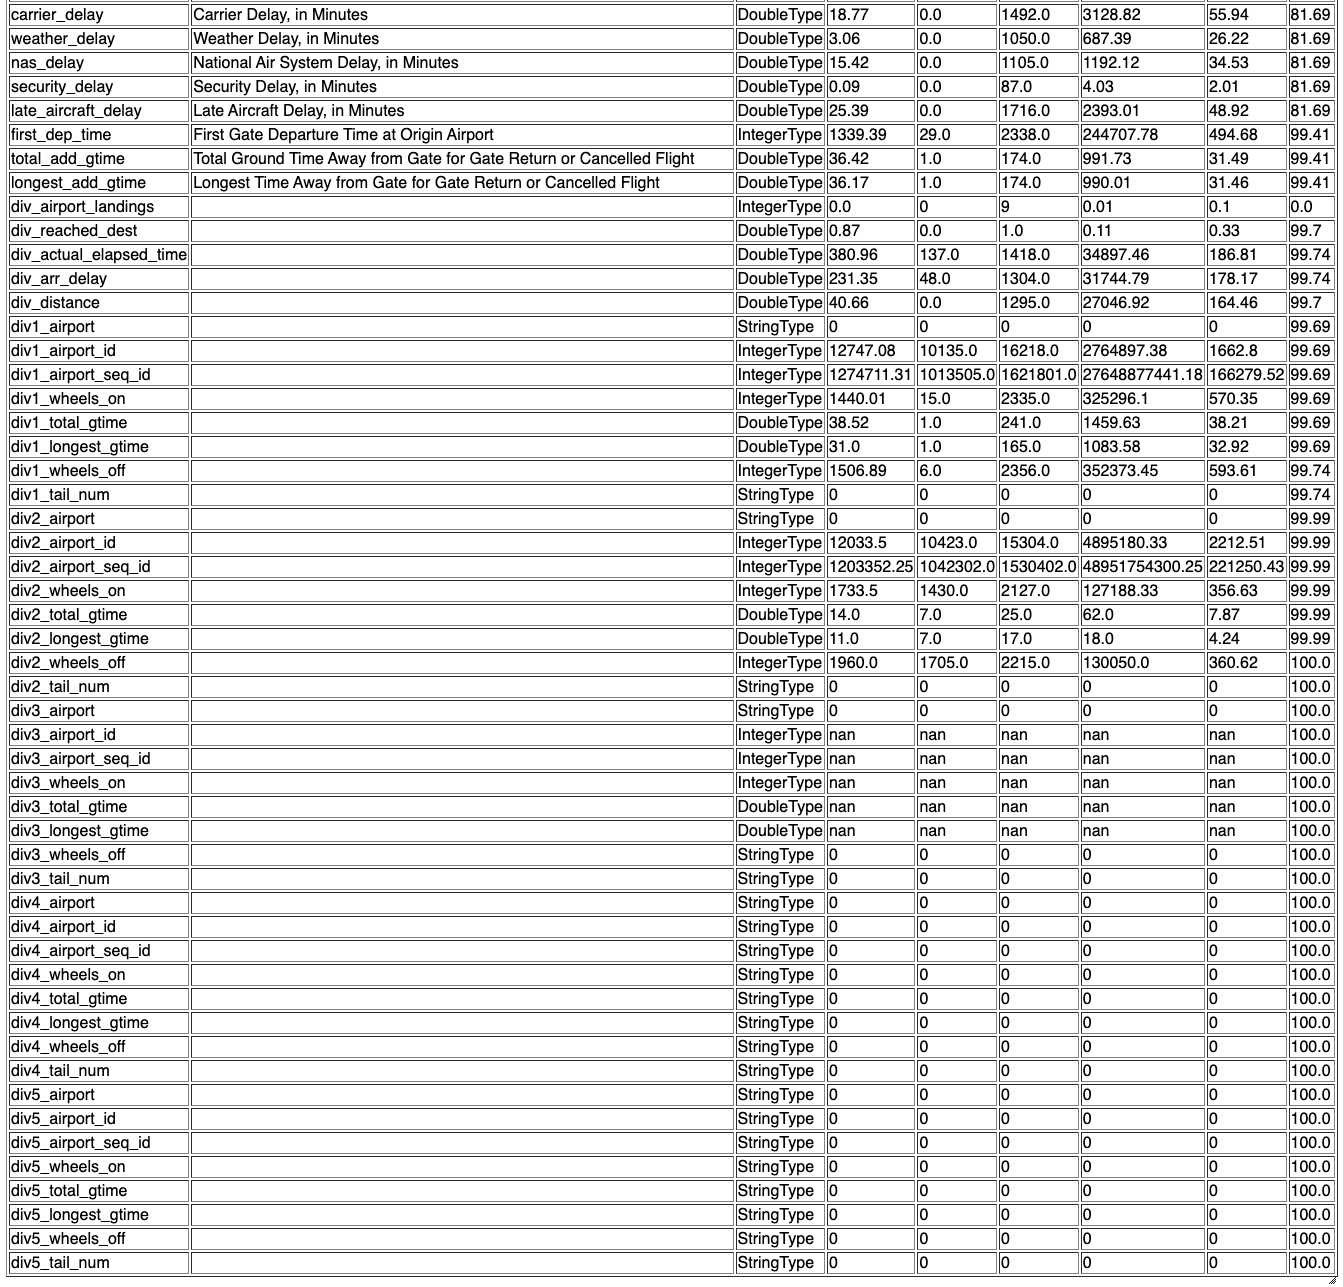 carrier_delay Carrier Delay, in Minutes DoubleType 18.77 0.0 1492.0 3128.82 55.94 81.69
weather_delay Weather Delay, in Minutes DoubleType 3.06 0.0 1050.0 687.39 26.22 81.69
nas_delay National Air System Delay, in Minutes DoubleType 15.42 0.0 1105.0 1192.12 34.53 81.69
security_delay Security Delay, in Minutes DoubleType 0.09 0.0 87.0 4.03 2.01 81.69
late_aircraft_delay Late Aircraft Delay, in Minutes DoubleType 25.39 0.0 1716.0 2393.01 48.92 81.69
first_dep_time First Gate Departure Time at Origin Airport IntegerType 1339.39 29.0 2338.0 244707.78 494.68 99.41
total_add_gtime Total Ground Time Away from Gate for Gate Return or Cancelled Flight DoubleType 36.42 1.0 174.0 991.73 31.49 99.41
longest_add_gtime Longest Time Away from Gate for Gate Return or Cancelled Flight DoubleType 36.17 1.0 174.0 990.01 31.46 99.41
div_airport_landings IntegerType 0.0 0 9 0.01 0.1 0.0
div_reached_dest DoubleType 0.87 0.0 1.0 0.11 0.33 99.7
div_actual_elapsed_time DoubleType 380.96 137.0 1418.0 34897.46 186.81 99.74
div_arr_delay DoubleType 231.35 48.0 1304.0 31744.79 178.17 99.74
div_distance DoubleType 40.66 0.0 1295.0 27046.92 164.46 99.7
div1_airport StringType 0 0 0 0 0 99.69
div1_airport_id IntegerType 12747.08 10135.0 16218.0 2764897.38 1662.8 99.69
div1_airport_seq_id IntegerType 1274711.31 1013505.0 1621801.0 27648877441.18 166279.52 99.69
div1_wheels_on IntegerType 1440.01 15.0 2335.0 325296.1 570.35 99.69
div1_total_gtime DoubleType 38.52 1.0 241.0 1459.63 38.21 99.69
div1_longest_gtime DoubleType 31.0 1.0 165.0 1083.58 32.92 99.69
div1_wheels_off IntegerType 1506.89 6.0 2356.0 352373.45 593.61 99.74
div1_tail_num StringType 0 0 0 0 0 99.74
div2_airport StringType 0 0 0 0 0 99.99
div2_airport_id IntegerType 12033.5 10423.0 15304.0 4895180.33 2212.51 99.99
div2_airport_seq_id IntegerType 1203352.25 1042302.0 1530402.0 48951754300.25 221250.43 99.99
div2_wheels_on IntegerType 1733.5 1430.0 2127.0 127188.33 356.63 99.99
div2_total_gtime DoubleType 14.0 7.0 25.0 62.0 7.87 99.99
div2_longest_gtime DoubleType 11.0 7.0 17.0 18.0 4.24 99.99
div2_wheels_off IntegerType 1960.0 1705.0 2215.0 130050.0 360.62 100.0
div2_tail_num StringType 0 0 0 0 0 100.0
div3_airport StringType 0 0 0 0 0 100.0
div3_airport_id IntegerType nan nan nan nan nan 100.0
div3_airport_seq_id IntegerType nan nan nan nan nan 100.0
div3_wheels_on IntegerType nan nan nan nan nan 100.0
div3_total_gtime DoubleType nan nan nan nan nan 100.0
div3_longest_gtime DoubleType nan nan nan nan nan 100.0
div3_wheels_off StringType 0 0 0 0 0 100.0
div3_tail_num StringType 0 0 0 0 0 100.0
div4_airport StringType 0 0 0 0 0 100.0
div4_airport_id StringType 0 0 0 0 0 100.0
div4_airport_seq_id StringType 0 0 0 0 0 100.0
div4_wheels_on StringType 0 0 0 0 0 100.0
div4_total_gtime StringType 0 0 0 0 0 100.0
div4_longest_gtime StringType 0 0 0 0 0 100.0
div4_wheels_off StringType 0 0 0 0 0 100.0
div4_tail_num StringType 0 0 0 0 0 100.0
div5_airport StringType 0 0 0 0 0 100.0
div5_airport_id StringType 0 0 0 0 0 100.0
div5_airport_seq_id StringType 0 0 0 0 0 100.0
div5_wheels_on StringType 0 0 0 0 0 100.0
div5_total_gtime StringType 0 0 0 0 0 100.0
div5_longest_gtime StringType 0 0 0 0 0 100.0
div5_wheels_off StringType 0 0 0 0 0 100.0
div5_tail_num StringType 0 0 0 0 0 100.0